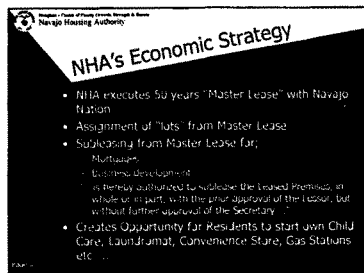 Navajo Housing Authority
NHA's Economic Strategy
• NHA executes 50 years "Master Lease" with Navajo
Nation
• Assignment of "lots" from Master Lease
• Subleasing from Master Lease for;
- Mortgages
- Business development
- "is hereby authorized to sublease the Leased Premises, in
whole or in part, with the prior approval of the Lessor, but
without further approval of the Secretary..."
• Creates Opportunity for Residents to start own Child
Care, Laundromat, Convenience Store, Gas Stations
etc...